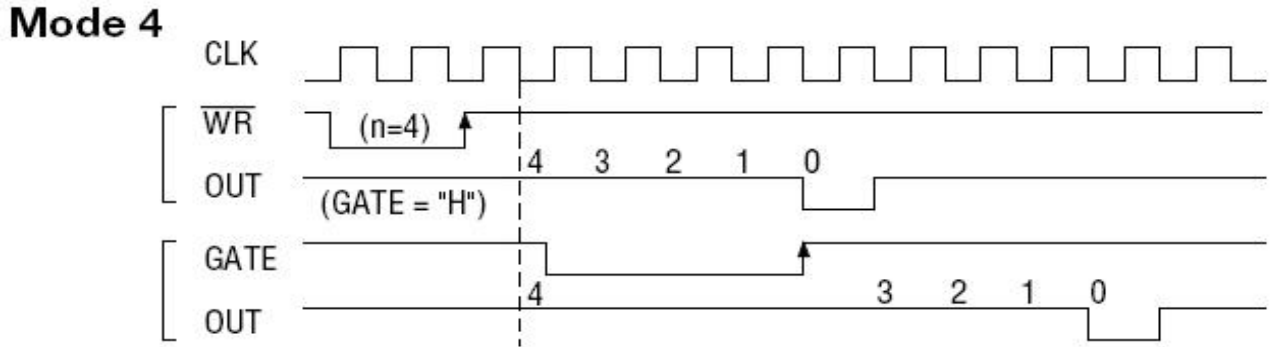 Mode 4
CLK
WR (n=4)
4 3 2 1 0
OUT
(GATE = "H")
GATE
4 3 2 1 0
OUT